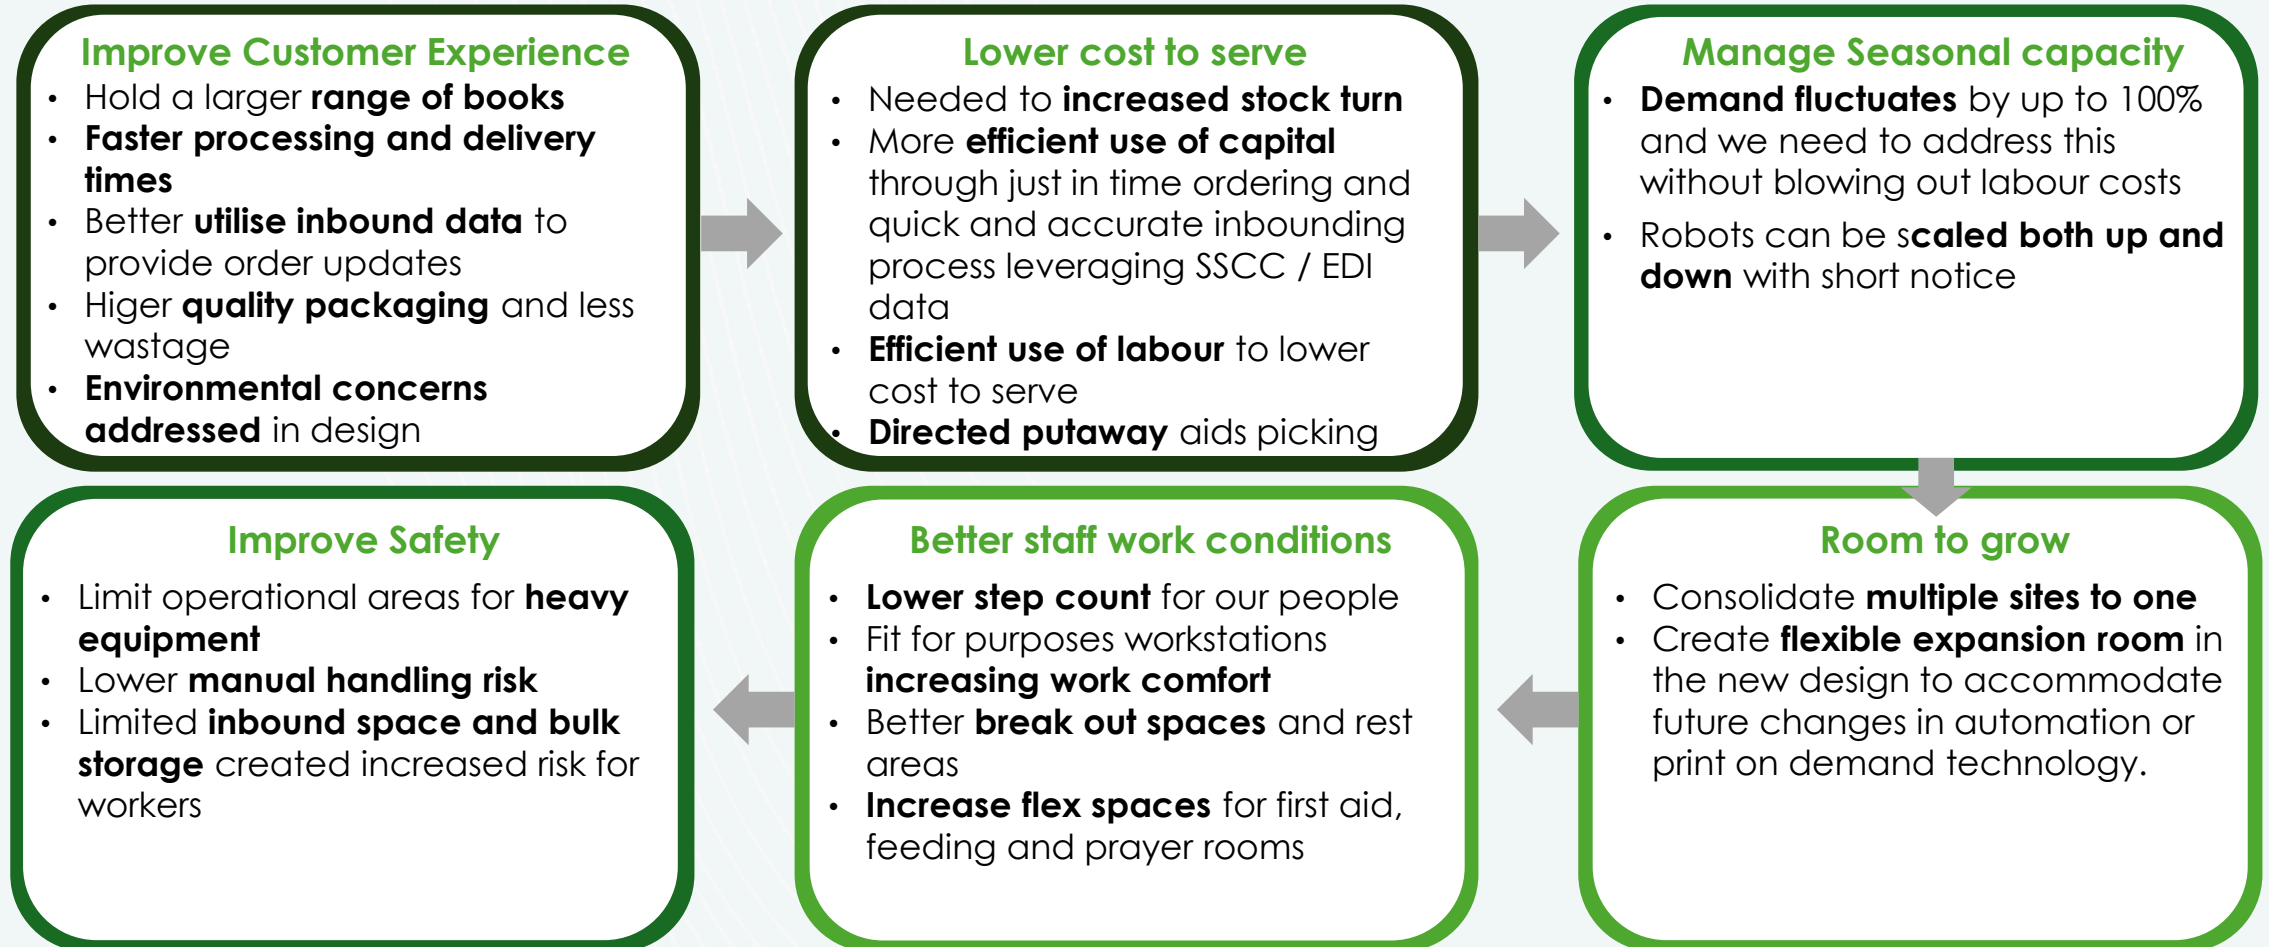 Improve Customer Experience
• Hold a larger range of books
• Faster processing and delivery
times
• Better utilise inbound data to
provide order updates
• Higer quality packaging and less
wastage
• Environmental concerns
addressed in design
Lower cost to serve
• Needed to increased stock turn
• More efficient use of capital
through just in time ordering and
quick and accurate inbounding
process leveraging SSCC / EDI
data
• Efficient use of labour to lower
cost to serve
• Directed putaway aids picking
Manage Seasonal capacity
• Demand fluctuates by up to 100%
and we need to address this
without blowing out labour costs
• Robots can be scaled both up and
down with short notice
Room to grow
• Consolidate multiple sites to one
• Create flexible expansion room in
the new design to accommodate
future changes in automation or
print on demand technology.
Better staff work conditions
• Lower step count for our people
• Fit for purposes workstations
increasing work comfort
• Better break out spaces and rest
areas
• Increase flex spaces for first aid,
feeding and prayer rooms
Improve Safety
• Limit operational areas for heavy
equipment
• Lower manual handling risk
• Limited inbound space and bulk
storage created increased risk for
workers